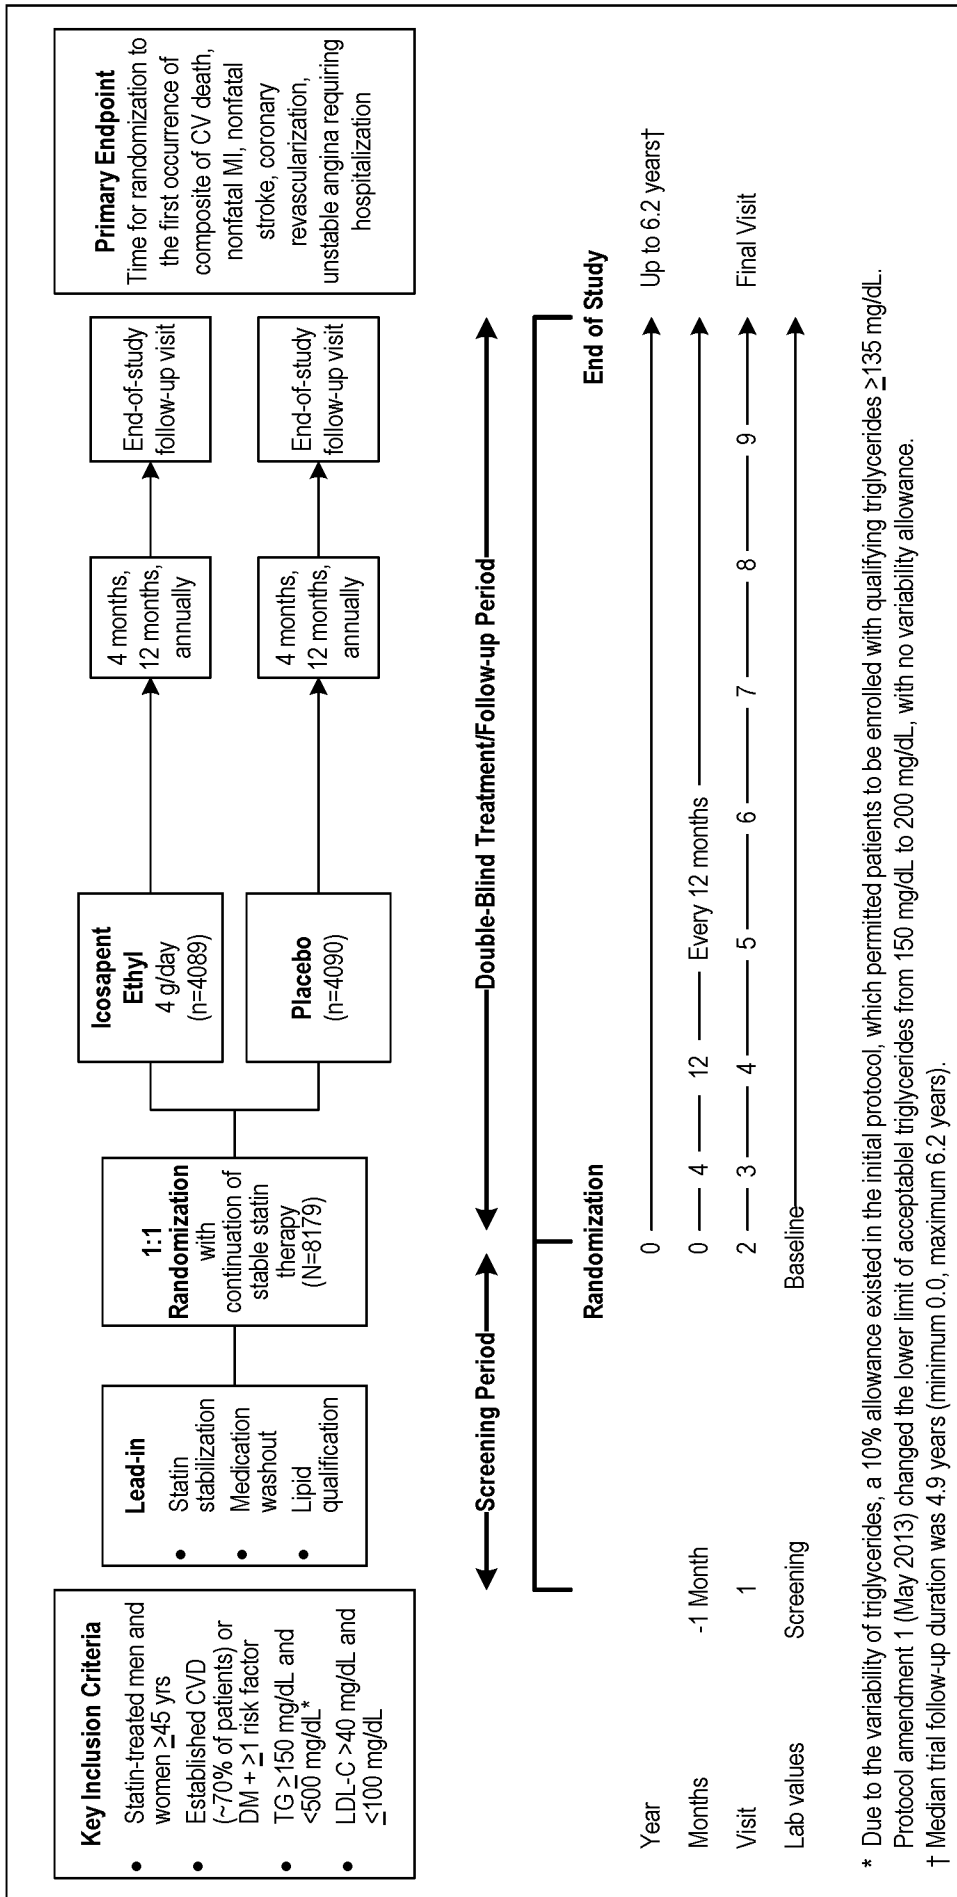 Key Inclusion Criteria
• Statin-treated men and
women ≥45 yrs
• Established CVD
(~70% of patients) or
DM + ≥1 risk factor
• TG ≥150 mg/dL and
<500 mg/dL*
• LDL-C >40 mg/dL and
≤100 mg/dL
Lead-in
• Statin
stabilization
• Medication
washout
• Lipid
qualification
1:1
Randomization
with
continuation of
stable statin
therapy
(N=8179)
Icosapent
Ethyl
4 g/day
(n=4089)
Placebo
(n=4090)
4 months,
12 months,
annually
4 months,
12 months,
annually
End-of-study
follow-up visit
End-of-study
follow-up visit
Primary Endpoint
Time for randomization to
the first occurrence of
composite of CV death,
nonfatal MI, nonfatal
stroke, coronary
revascularization,
unstable angina requiring
hospitalization
Screening Period
Double-Blind Treatment/Follow-up Period
Randomization
End of Study
Year 0 Up to 6.2 years†
Months -1 Month 0 4 12 Every 12 months
Visit 1 2 3 4 5 6 7 8 9 Final Visit
Lab values Screening Baseline
* Due to the variability of triglycerides, a 10% allowance existed in the initial protocol, which permitted patients to be enrolled with qualifying triglycerides ≥135 mg/dL.
Protocol amendment 1 (May 2013) changed the lower limit of acceptablel triglycerides from 150 mg/dL to 200 mg/dL, with no variability allowance.
† Median trial follow-up duration was 4.9 years (minimum 0.0, maximum 6.2 years).